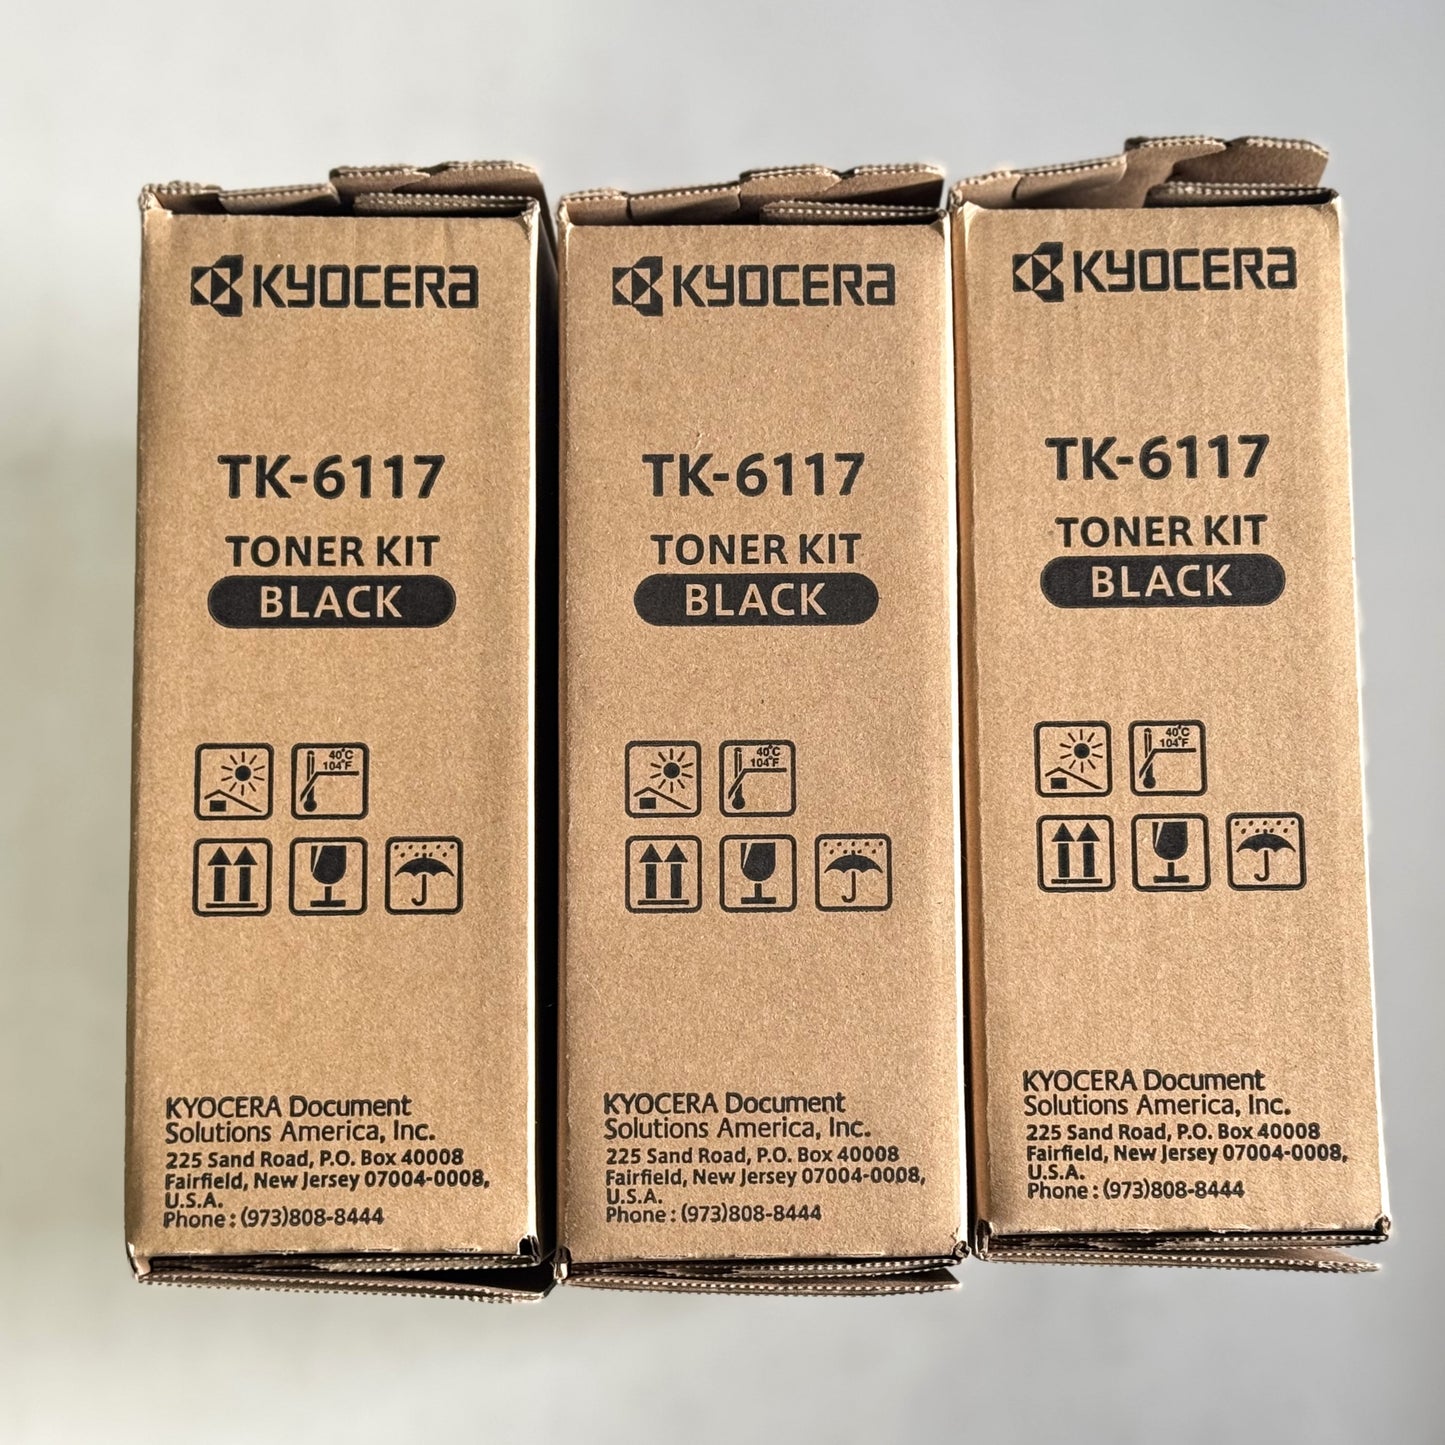 KYOCERA
TK-6117
TONER KIT
BLACK
40°C
104°F
KYOCERA Document
Solutions America, Inc.
225 Sand Road, P.O. Box 40008
Fairfield, New Jersey 07004-0008,
U.S.A.
Phone : (973)808-8444
KYOCERA
TK-6117
TONER KIT
BLACK
40°C
104°F
KYOCERA Document
Solutions America, Inc.
225 Sand Road, P.O. Box 40008
Fairfield, New Jersey 07004-0008,
U.S.A.
Phone : (973)808-8444
KYOCERA
TK-6117
TONER KIT
BLACK
40°C
104°F
KYOCERA Document
Solutions America, Inc.
225 Sand Road, P.O. Box 40008
Fairfield, New Jersey 07004-0008,
U.S.A.
Phone : (973)808-8444